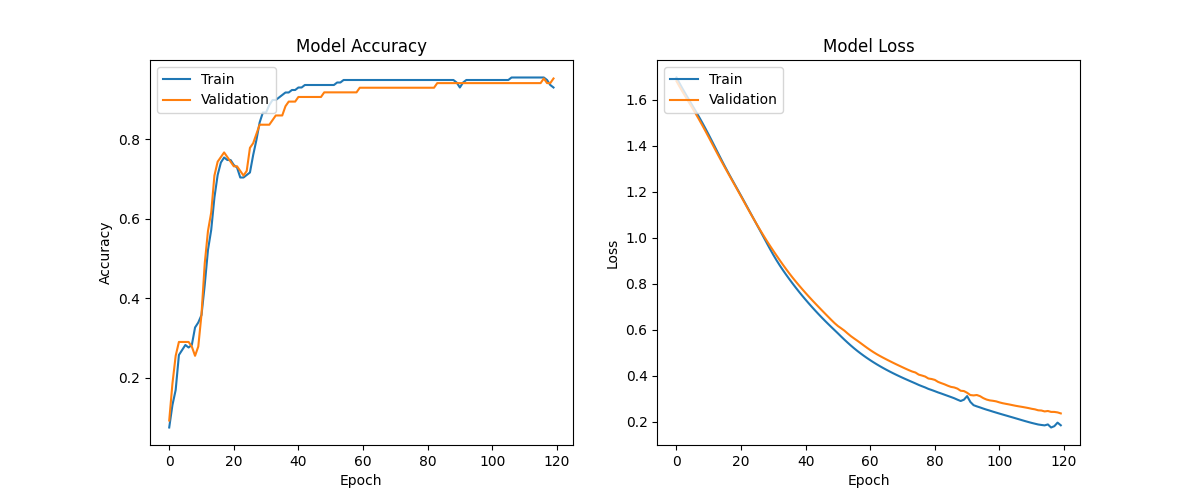 Model Accuracy
Train
Validation
0.8
0.6
0.4
0.2
Accuracy
0 20 40 60 80 100 120
Epoch
Model Loss
Train
Validation
1.6
1.4
1.2
1.0
0.8
0.6
0.4
0.2
Loss
0 20 40 60 80 100 120
Epoch